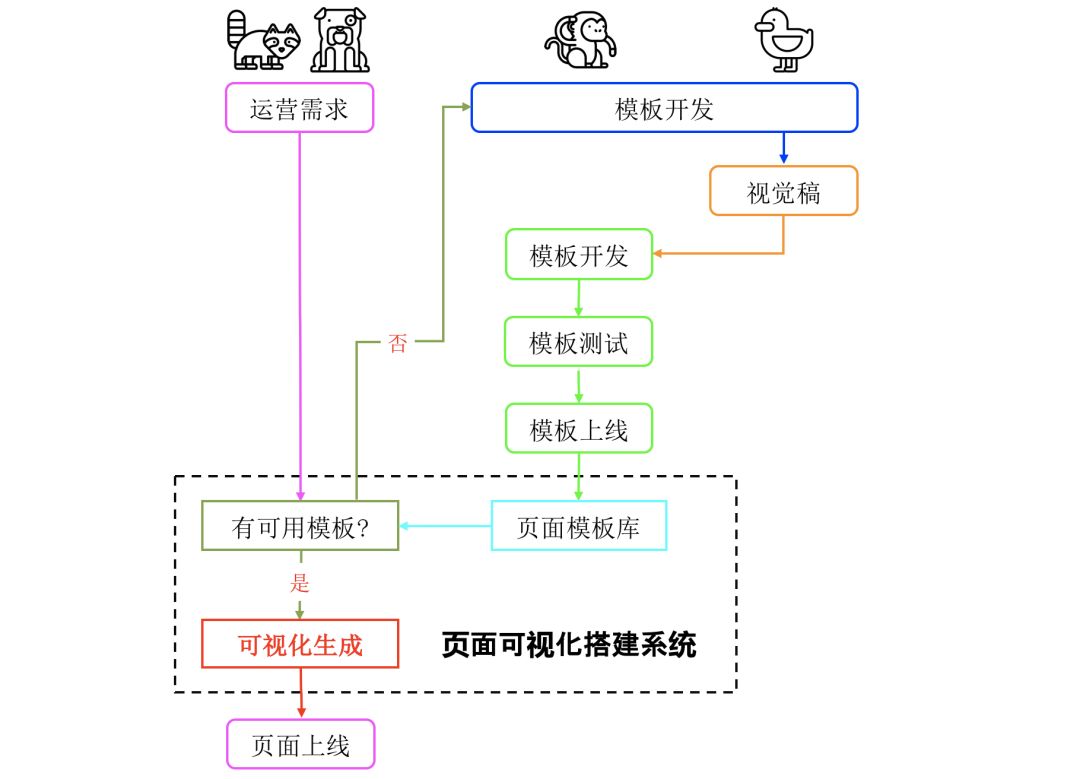 运营需求
模板开发
视觉稿
模板开发
否
模板测试
模板上线
有可用模板?
页面模板库
是
可视化生成
页面可视化搭建系统
页面上线